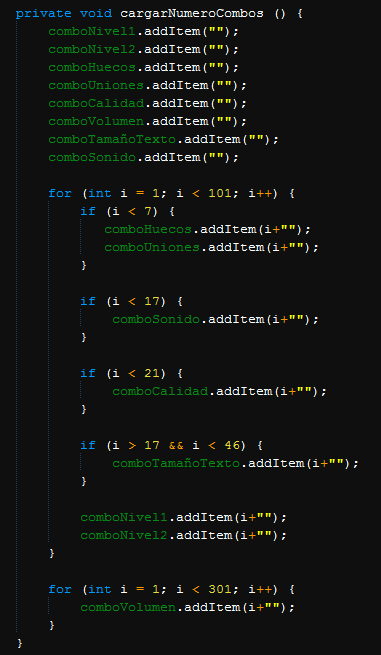 private void cargarNumeroCombos () {
    comboNivel1.addItem("");
    comboNivel2.addItem("");
    comboHuecos.addItem("");
    comboUniones.addItem("");
    comboCalidad.addItem("");
    comboVolumen.addItem("");
    comboTamañoTexto.addItem("");
    comboSonido.addItem("");

    for (int i = 1; i < 101; i++) {
        if (i < 7) {
           comboHuecos.addItem(i+"");
           comboUniones.addItem(i+"");
        }

        if (i < 17) {
            comboSonido.addItem(i+"");
        }

        if (i < 21) {
            comboCalidad.addItem(i+"");
        }

        if (i > 17 && i < 46) {
            comboTamañoTexto.addItem(i+"");
        }

        comboNivel1.addItem(i+"");
        comboNivel2.addItem(i+"");
    }

    for (int i = 1; i < 301; i++) {
        comboVolumen.addItem(i+"");
    }
}